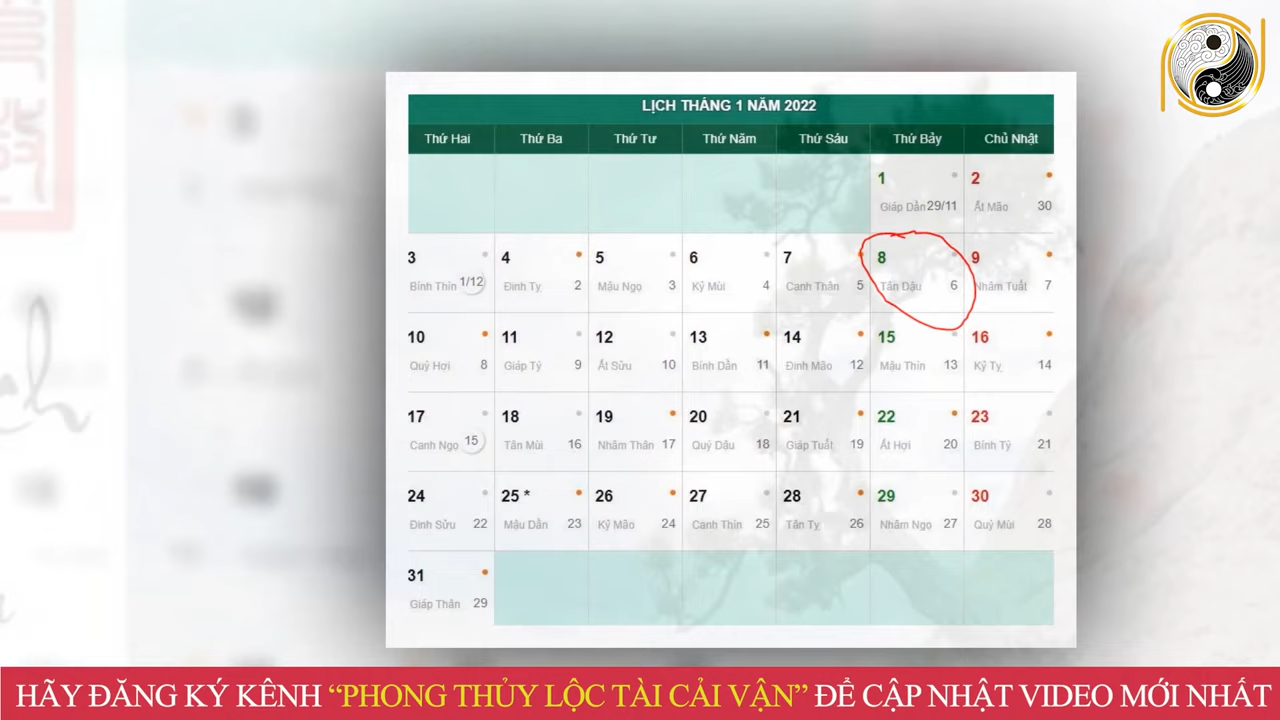 LỊCH THÁNG 1 NĂM 2022
Thứ Hai Thứ Ba Thứ Tư Thứ Năm Thứ Sáu Thứ Bảy Chủ Nhật
1 2
Giáp Dần 29/11 Ất Mão 30
3 4 5 6 7 8 9
Bính Thìn 1/12 Đinh Tỵ 2 Mậu Ngọ 3 Kỷ Mùi 4 Canh Thân 5 Tân Dậu 6 Nhâm Tuất 7
10 11 12 13 14 15 16
Quý Hợi 8 Giáp Tý 9 Ất Sửu 10 Bính Dần 11 Đinh Mão 12 Mậu Thìn 13 Kỷ Tỵ 14
17 18 19 20 21 22 23
Canh Ngọ 15 Tân Mùi 16 Nhâm Thân 17 Quý Dậu 18 Giáp Tuất 19 Ất Hợi 20 Bính Tý 21
24 25 * 26 27 28 29 30
Đinh Sửu 22 Mậu Dần 23 Kỷ Mão 24 Canh Thìn 25 Tân Tỵ 26 Nhâm Ngọ 27 Quý Mùi 28
31
Giáp Thân 29
HÃY ĐĂNG KÝ KÊNH “PHONG THỦY LỘC TÀI CẢI VẬN” ĐỂ CẬP NHẬT VIDEO MỚI NHẤT